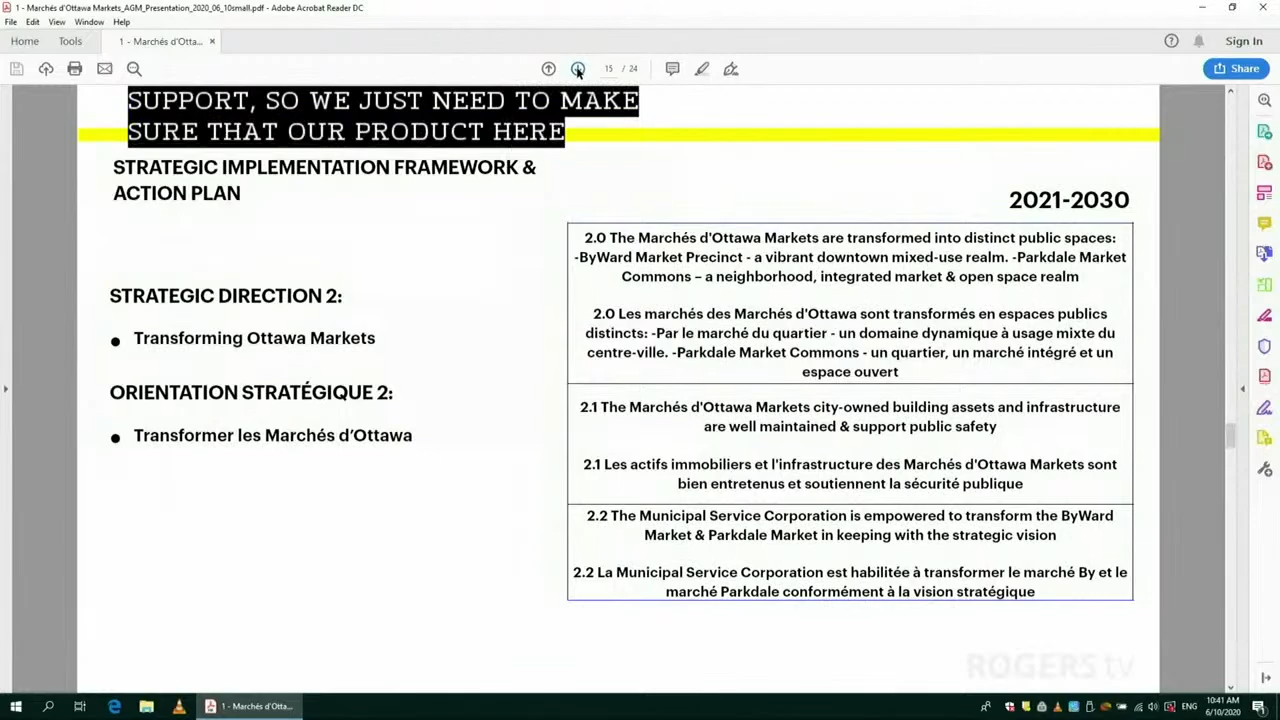 1 - Marchés d'Ottawa Markets_AGM_Presentation_2020_06_10small.pdf - Adobe Acrobat Reader DC
File Edit View Window Help
Home Tools 1 - Marchés d'Otta... × Sign In
15 / 24 Share
SUPPORT, SO WE JUST NEED TO MAKE
SURE THAT OUR PRODUCT HERE
STRATEGIC IMPLEMENTATION FRAMEWORK &
ACTION PLAN
2021-2030
STRATEGIC DIRECTION 2:
● Transforming Ottawa Markets
ORIENTATION STRATÉGIQUE 2:
● Transformer les Marchés d'Ottawa
2.0 The Marchés d'Ottawa Markets are transformed into distinct public spaces:
-ByWard Market Precinct - a vibrant downtown mixed-use realm. -Parkdale Market
Commons – a neighborhood, integrated market & open space realm
2.0 Les marchés des Marchés d'Ottawa sont transformés en espaces publics
distincts: -Par le marché du quartier - un domaine dynamique à usage mixte du
centre-ville. -Parkdale Market Commons - un quartier, un marché intégré et un
espace ouvert
2.1 The Marchés d'Ottawa Markets city-owned building assets and infrastructure
are well maintained & support public safety
2.1 Les actifs immobiliers et l'infrastructure des Marchés d'Ottawa Markets sont
bien entretenus et soutiennent la sécurité publique
2.2 The Municipal Service Corporation is empowered to transform the ByWard
Market & Parkdale Market in keeping with the strategic vision
2.2 La Municipal Service Corporation est habilitée à transformer le marché By et le
marché Parkdale conformément à la vision stratégique
ROGERS tv
1 - Marchés d'Otta... ENG 10:41 AM
6/10/2020